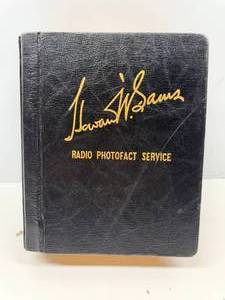 Howard W. Sams
RADIO PHOTOFACT SERVICE